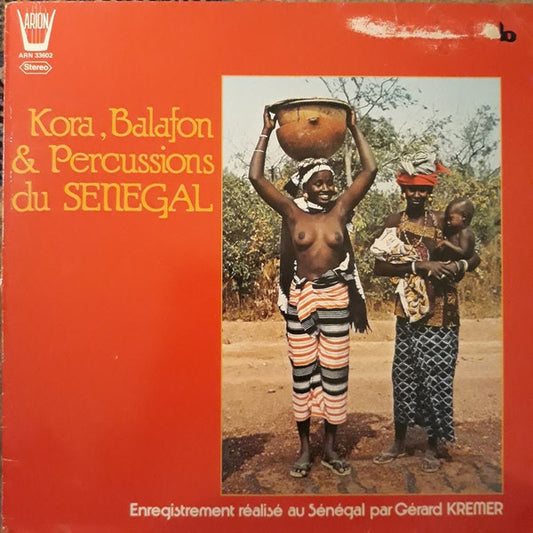 ARION
ARN 33602
Stereo
Kora, Balafon
& Percussions
du SENEGAL
Enregistrement réalisé au Sénégal par Gérard KREMER